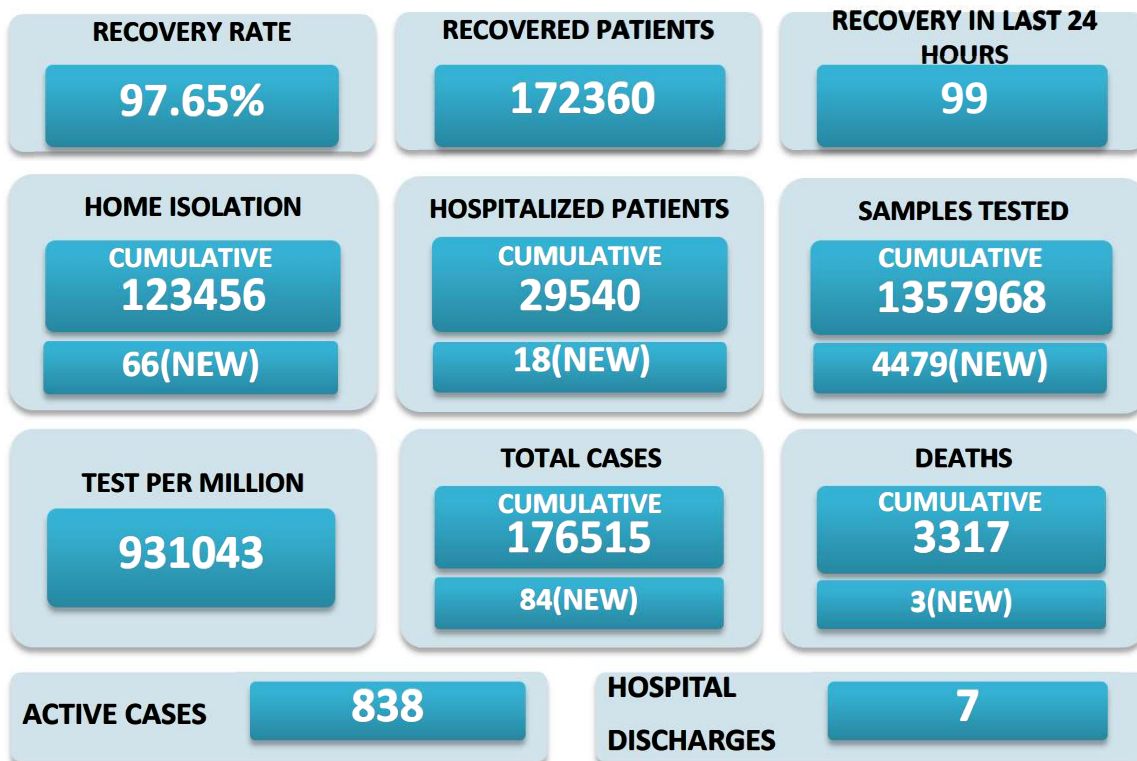 RECOVERY RATE
97.65%
RECOVERED PATIENTS
172360
RECOVERY IN LAST 24
HOURS
99
HOME ISOLATION
CUMULATIVE
123456
66(NEW)
HOSPITALIZED PATIENTS
CUMULATIVE
29540
18(NEW)
SAMPLES TESTED
CUMULATIVE
1357968
4479(NEW)
TEST PER MILLION
931043
TOTAL CASES
CUMULATIVE
176515
84(NEW)
DEATHS
CUMULATIVE
3317
3(NEW)
ACTIVE CASES
838
HOSPITAL
DISCHARGES
7